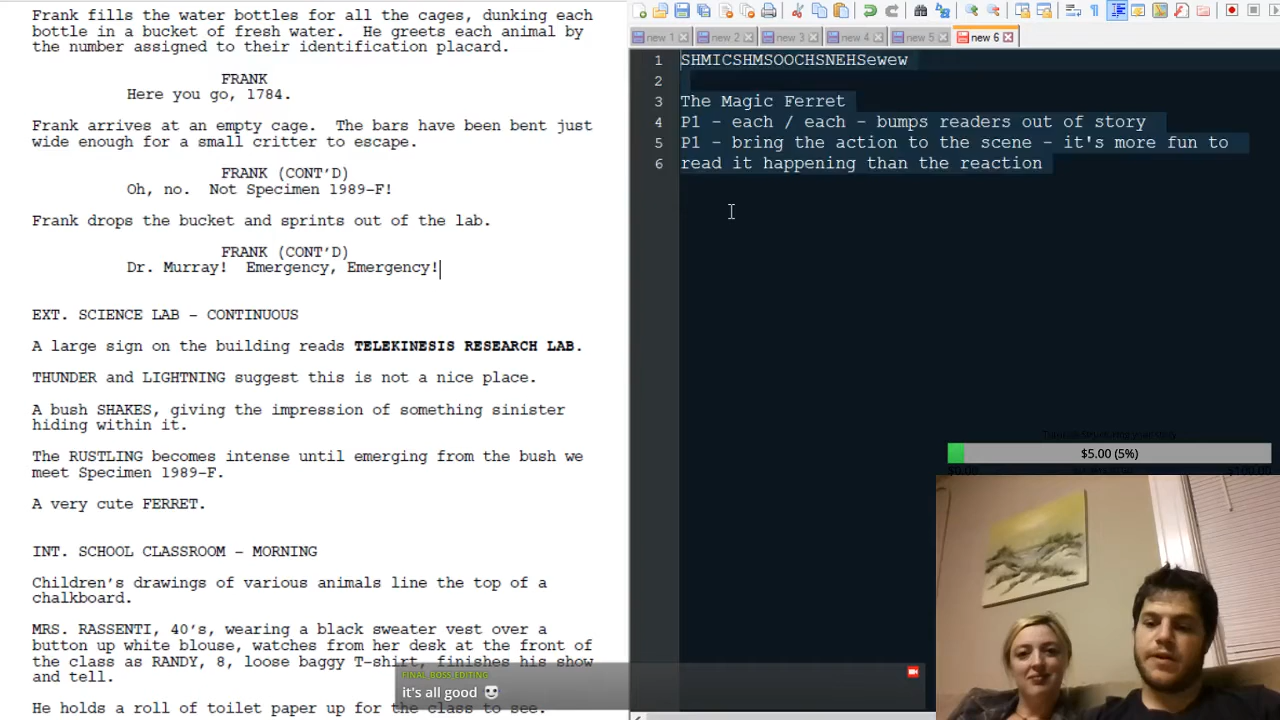 Frank fills the water bottles for all the cages, dunking each
bottle in a bucket of fresh water.  He greets each animal by
the number assigned to their identification placard.
FRANK
Here you go, 1784.
Frank arrives at an empty cage.  The bars have been bent just
wide enough for a small critter to escape.
FRANK (CONT'D)
Oh, no.  Not Specimen 1989-F!
Frank drops the bucket and sprints out of the lab.
FRANK (CONT'D)
Dr. Murray!  Emergency, Emergency!
EXT. SCIENCE LAB - CONTINUOUS
A large sign on the building reads TELEKINESIS RESEARCH LAB.
THUNDER and LIGHTNING suggest this is not a nice place.
A bush SHAKES, giving the impression of something sinister
hiding within it.
The RUSTLING becomes intense until emerging from the bush we
meet Specimen 1989-F.
A very cute FERRET.
INT. SCHOOL CLASSROOM - MORNING
Children's drawings of various animals line the top of a
chalkboard.
MRS. RASSENTI, 40's, wearing a black sweater vest over a
button up white blouse, watches from her desk at the front of
the class as RANDY, 8, loose baggy T-shirt, finishes his show
and tell.
He holds a roll of toilet paper up for the class to see.
new 1 new 2 new 3 new 4 new 5 new 6
1 SHMICSHMSOOCHSNEHSewew
2
3 The Magic Ferret
4 P1 - each / each - bumps readers out of story
5 P1 - bring the action to the scene - it's more fun to
6 read it happening than the reaction
$5.00 (5%)
FINAL BOSS EDITING
it's all good